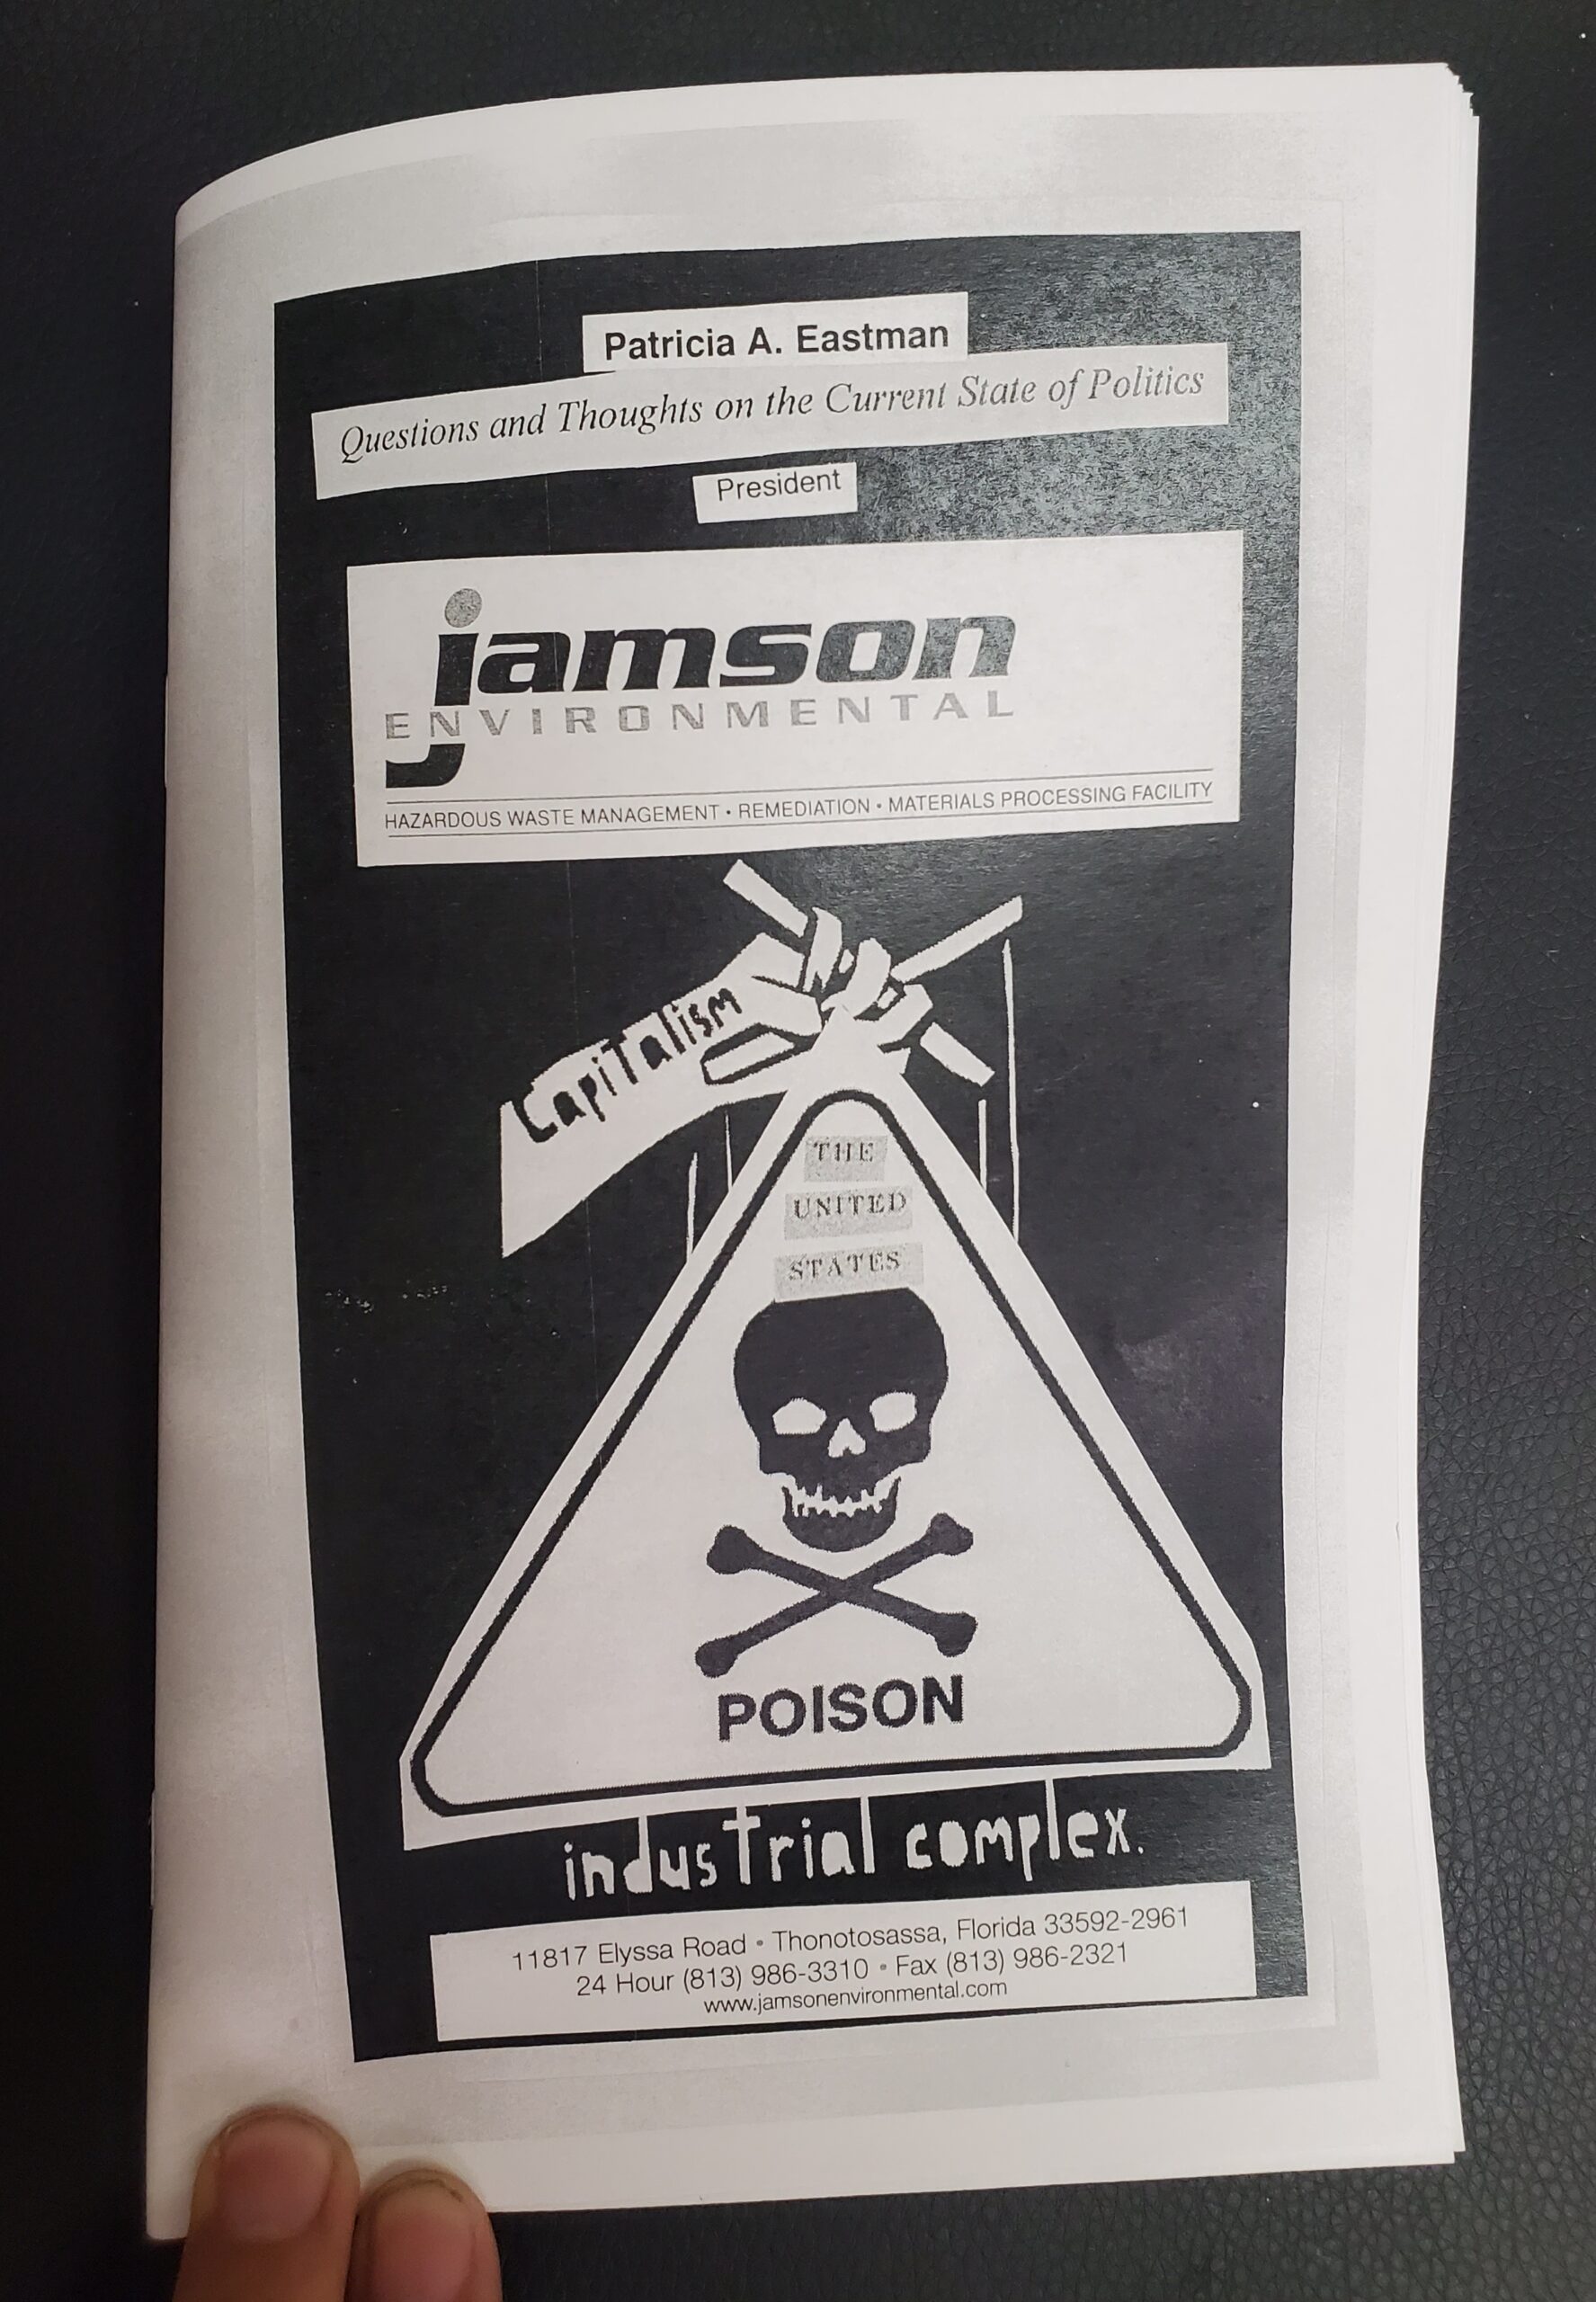 Patricia A. Eastman
Questions and Thoughts on the Current State of Politics
President
jamson
ENVIRONMENTAL
HAZARDOUS WASTE MANAGEMENT • REMEDIATION • MATERIALS PROCESSING FACILITY
CapiTalism
THE
UNITED
STATES
POISON
indusTrial complex.
11817 Elyssa Road • Thonotosassa, Florida 33592-2961
24 Hour (813) 986-3310 • Fax (813) 986-2321
www.jamsonenvironmental.com